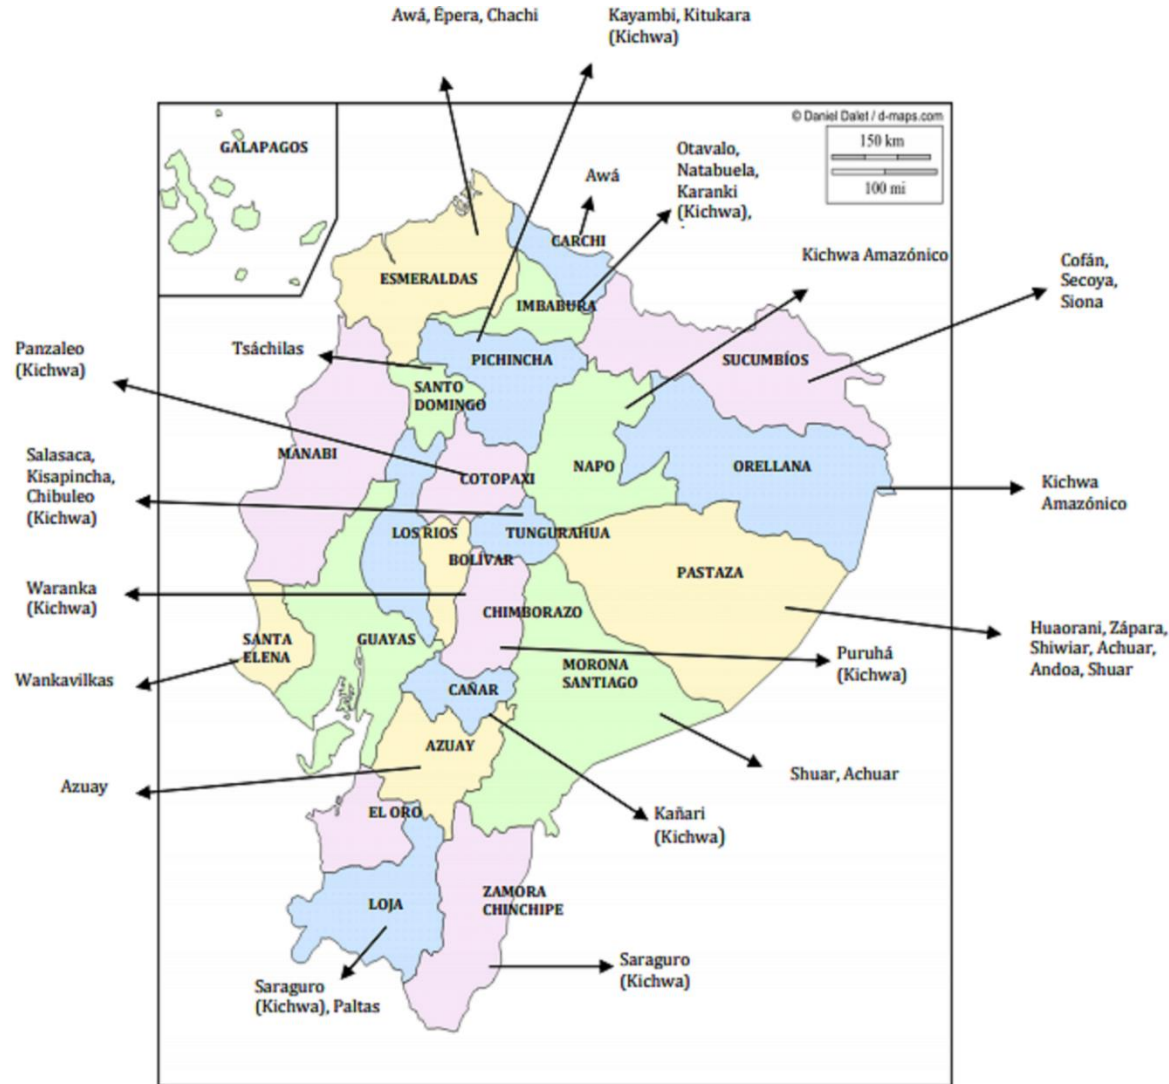 Awá, Épera, Chachi
Kayambi, Kitukara
(Kichwa)
© Daniel Dalet / d-maps.com
150 km
100 mi
GALAPAGOS
Otavalo,
Natabuela,
Karanki
(Kichwa),
Awá
CARCHI
Kichwa Amazónico
Cofán,
Secoya,
Siona
ESMERALDAS
IMBABURA
Panzaleo
(Kichwa)
Tsáchilas
PICHINCHA
SUCUMBÍOS
SANTO
DOMINGO
MANABI
Salasaca,
Kisapincha,
Chibuleo
(Kichwa)
COTOPAXI
NAPO
ORELLANA
Kichwa
Amazónico
LOS RIOS
TUNGURAHUA
BOLÍVAR
PASTAZA
Waranka
(Kichwa)
CHIMBORAZO
SANTA
ELENA
GUAYAS
Huaorani, Zápara,
Shiwiar, Achuar,
Andoa, Shuar
Wankavilkas
MORONA
SANTIAGO
Puruhá
(Kichwa)
CAÑAR
AZUAY
Azuay
Shuar, Achuar
EL ORO
Kañari
(Kichwa)
LOJA
ZAMORA
CHINCHIPE
Saraguro
(Kichwa), Paltas
Saraguro
(Kichwa)